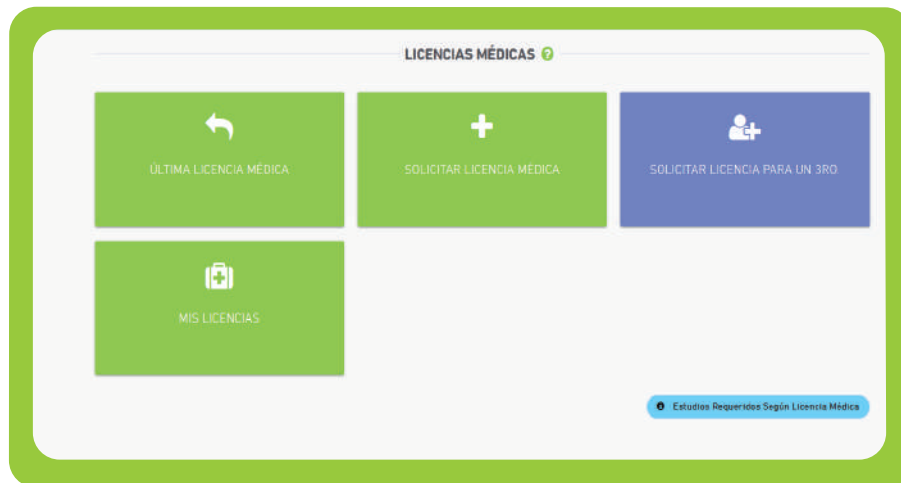 LICENCIAS MÉDICAS ?
ÚLTIMA LICENCIA MÉDICA
SOLICITAR LICENCIA MÉDICA
SOLICITAR LICENCIA PARA UN 3RO
MIS LICENCIAS
Estudios Requeridos Según Licencia Médica